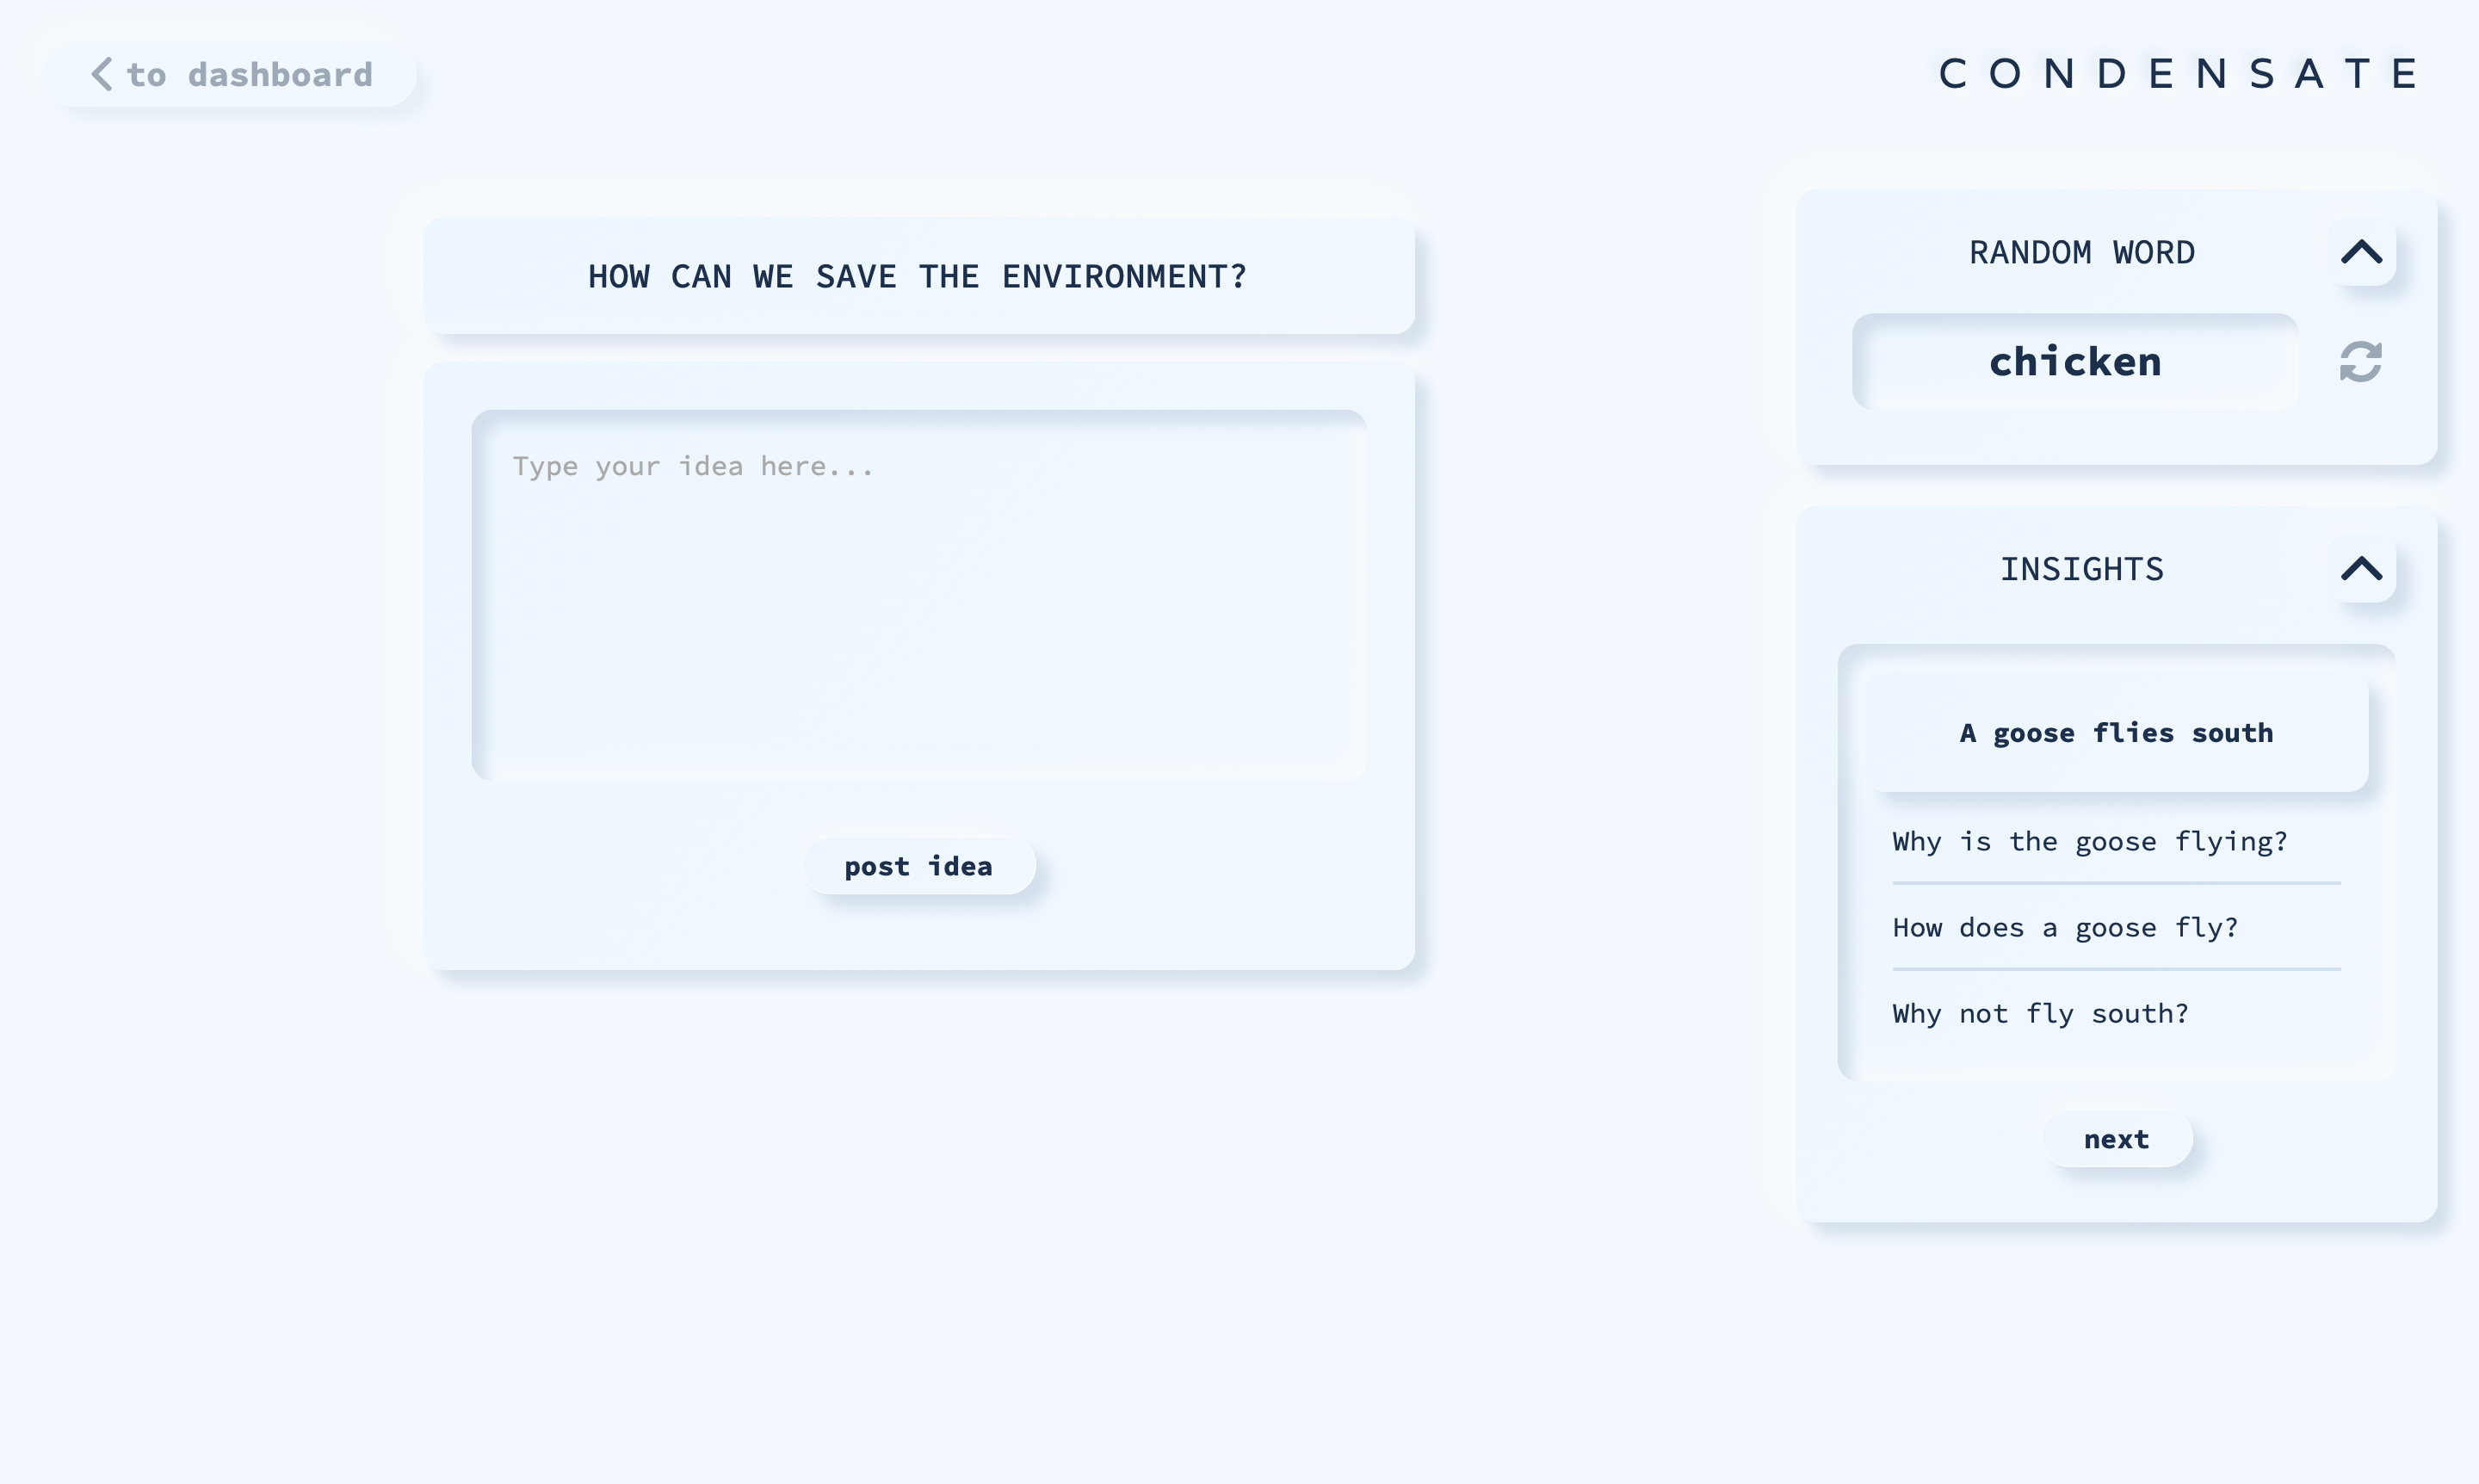 to dashboard
CONDENSATE
HOW CAN WE SAVE THE ENVIRONMENT?
Type your idea here...
post idea
RANDOM WORD
chicken
INSIGHTS
A goose flies south
Why is the goose flying?
How does a goose fly?
Why not fly south?
next